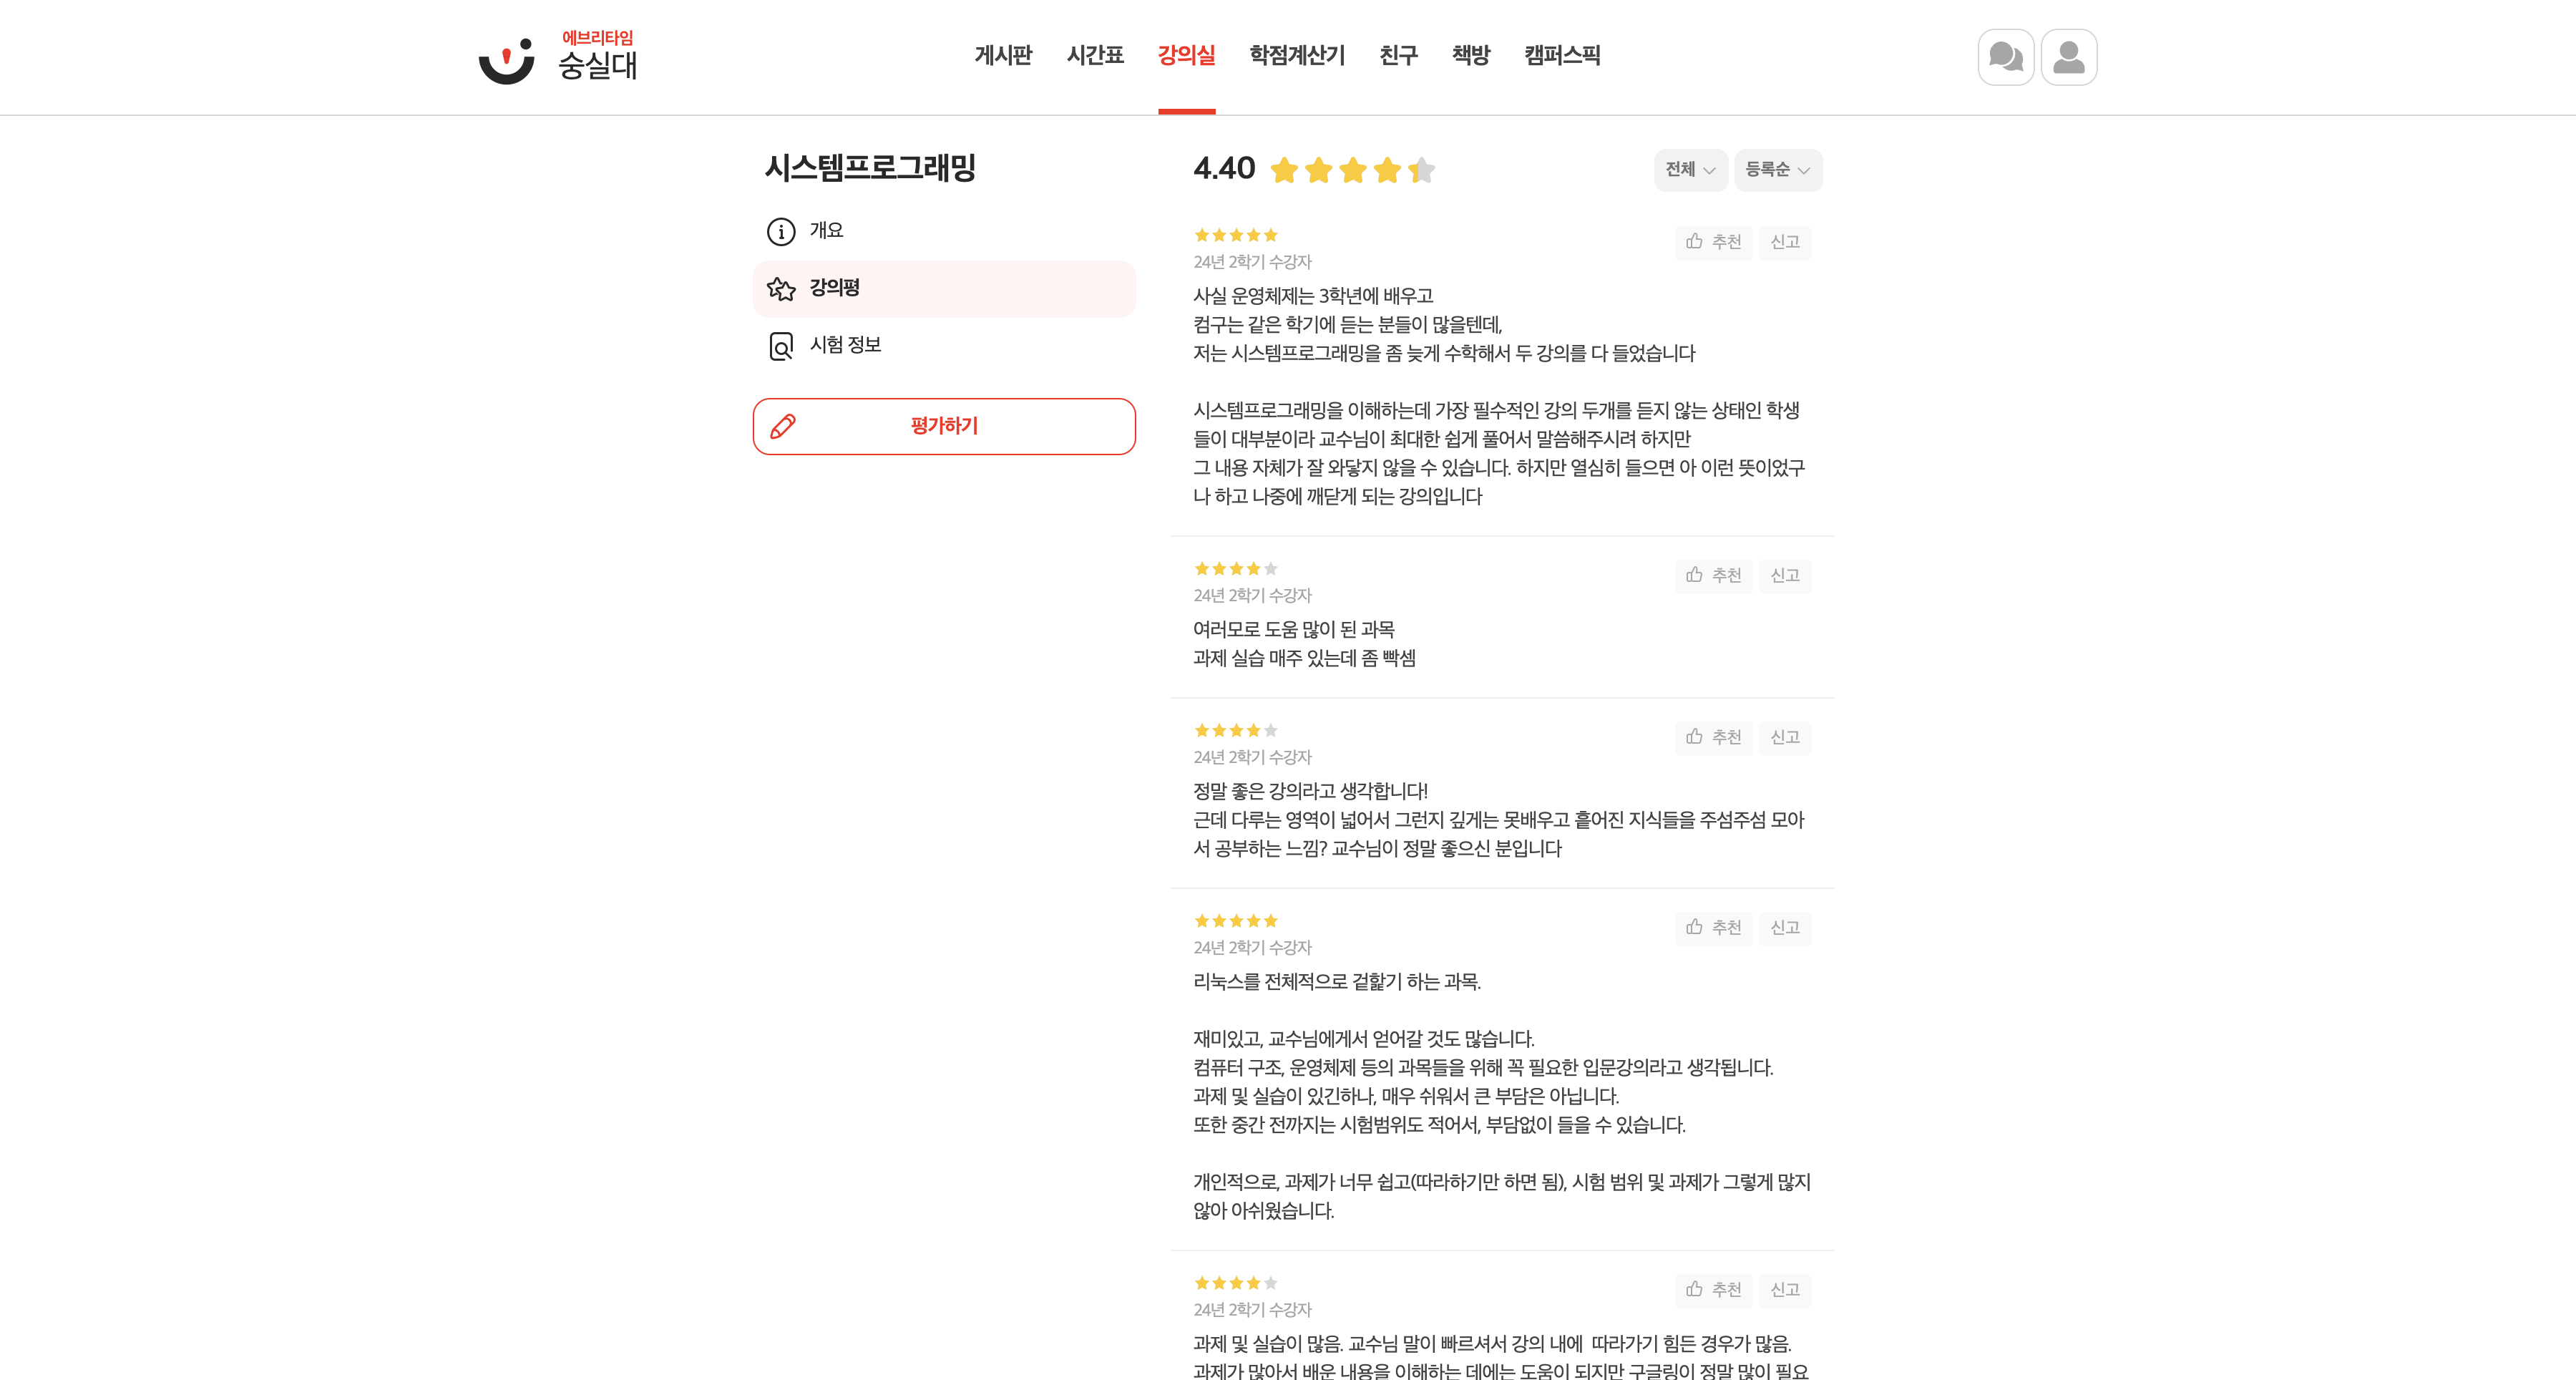 에브리타임
숭실대
게시판 시간표 강의실 학점계산기 친구 책방 캠퍼스픽
시스템프로그래밍
개요
강의평
시험 정보
평가하기
4.40
전체 등록순
추천 신고
24년 2학기 수강자
사실 운영체제는 3학년에 배우고
컴구는 같은 학기에 듣는 분들이 많을텐데,
저는 시스템프로그래밍을 좀 늦게 수학해서 두 강의를 다 들었습니다
시스템프로그래밍을 이해하는데 가장 필수적인 강의 두개를 듣지 않는 상태인 학생
들이 대부분이라 교수님이 최대한 쉽게 풀어서 말씀해주시려 하지만
그 내용 자체가 잘 와닿지 않을 수 있습니다. 하지만 열심히 들으면 아 이런 뜻이었구
나 하고 나중에 깨닫게 되는 강의입니다
추천 신고
24년 2학기 수강자
여러모로 도움 많이 된 과목
과제 실습 매주 있는데 좀 빡셈
추천 신고
24년 2학기 수강자
정말 좋은 강의라고 생각합니다!
근데 다루는 영역이 넓어서 그런지 깊게는 못배우고 흩어진 지식들을 주섬주섬 모아
서 공부하는 느낌? 교수님이 정말 좋으신 분입니다
추천 신고
24년 2학기 수강자
리눅스를 전체적으로 겉핥기 하는 과목.
재미있고, 교수님에게서 얻어갈 것도 많습니다.
컴퓨터 구조, 운영체제 등의 과목들을 위해 꼭 필요한 입문강의라고 생각됩니다.
과제 및 실습이 있긴하나, 매우 쉬워서 큰 부담은 아닙니다.
또한 중간 전까지는 시험범위도 적어서, 부담없이 들을 수 있습니다.
개인적으로, 과제가 너무 쉽고(따라하기만 하면 됨), 시험 범위 및 과제가 그렇게 많지
않아 아쉬웠습니다.
추천 신고
24년 2학기 수강자
과제 및 실습이 많음. 교수님 말이 빠르셔서 강의 내에 따라가기 힘든 경우가 많음.
과제가 많아서 배운 내용을 이해하는 데에는 도움이 되지만 구글링이 정말 많이 필요